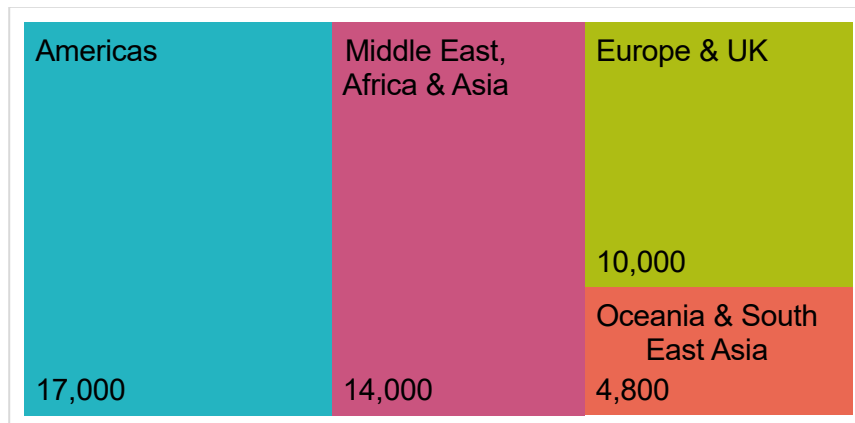 Americas
17,000
Middle East,
Africa & Asia
14,000
Europe & UK
10,000
Oceania & South
East Asia
4,800